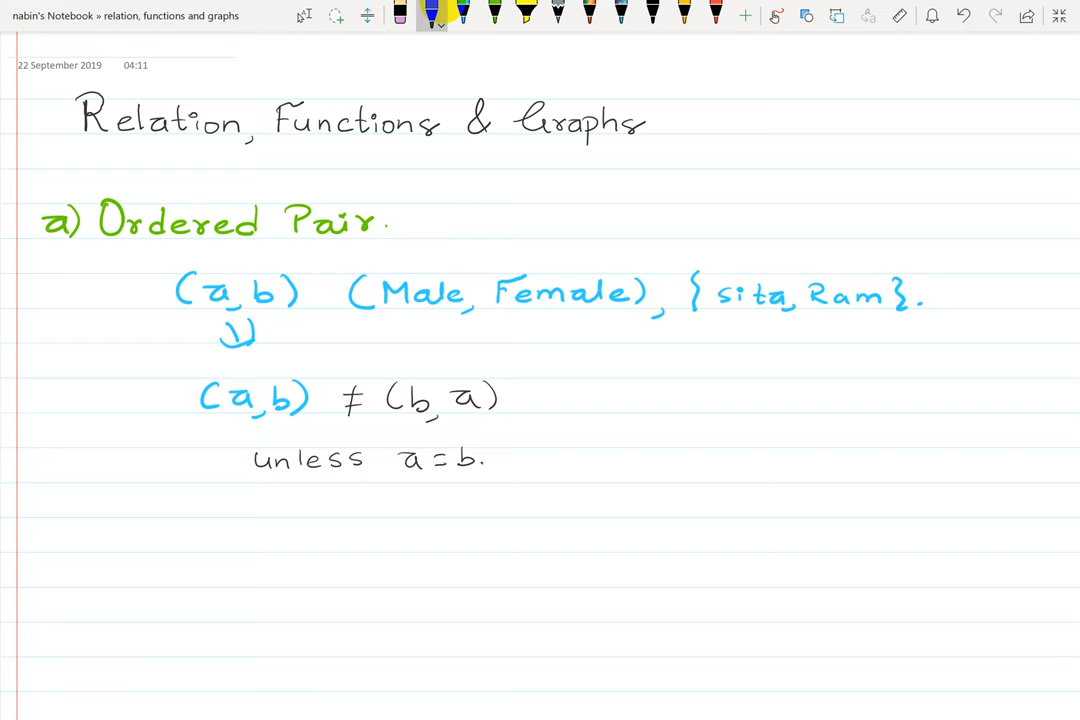 nabin's Notebook » relation, functions and graphs
22 September 2019 04:11
Relation, Functions & Graphs
a) Ordered Pair.
(a,b) (Male, Female), {sita, Ram}.
(a,b) ≠ (b,a)
unless a=b.